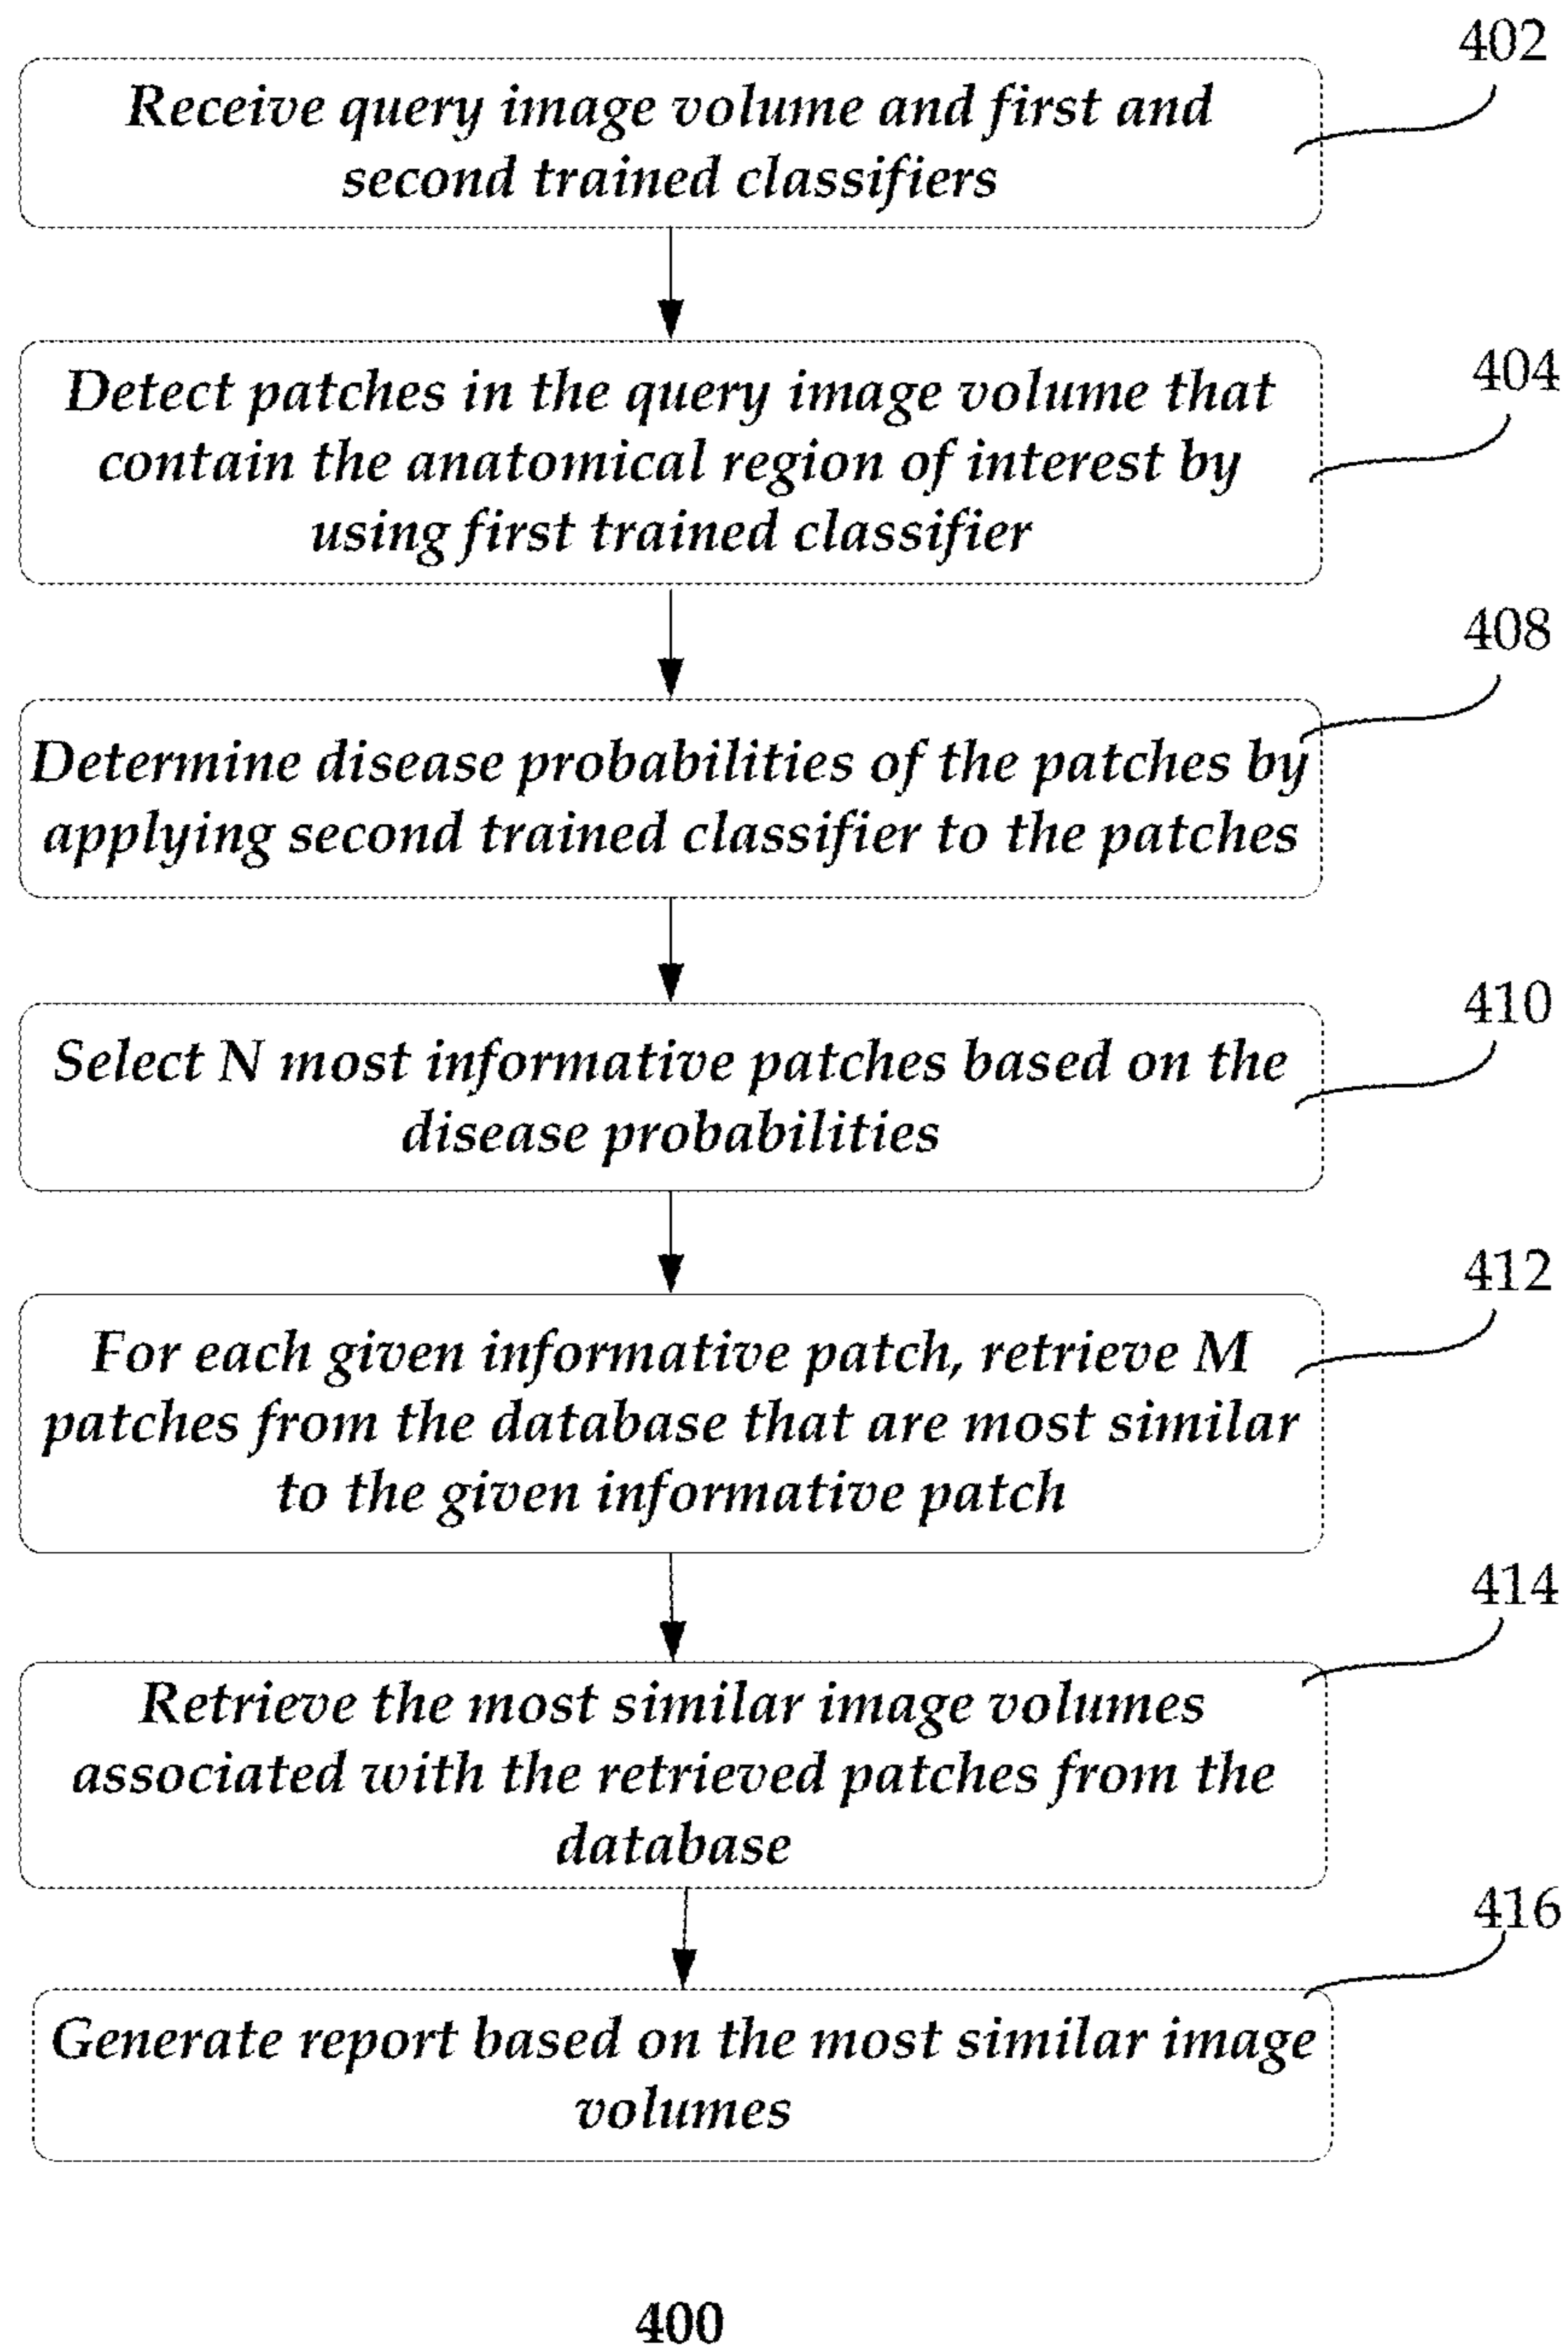 402
Receive query image volume and first and
second trained classifiers
404
Detect patches in the query image volume that
contain the anatomical region of interest by
using first trained classifier
408
Determine disease probabilities of the patches by
applying second trained classifier to the patches
410
Select N most informative patches based on the
disease probabilities
412
For each given informative patch, retrieve M
patches from the database that are most similar
to the given informative patch
414
Retrieve the most similar image volumes
associated with the retrieved patches from the
database
416
Generate report based on the most similar image
volumes
400